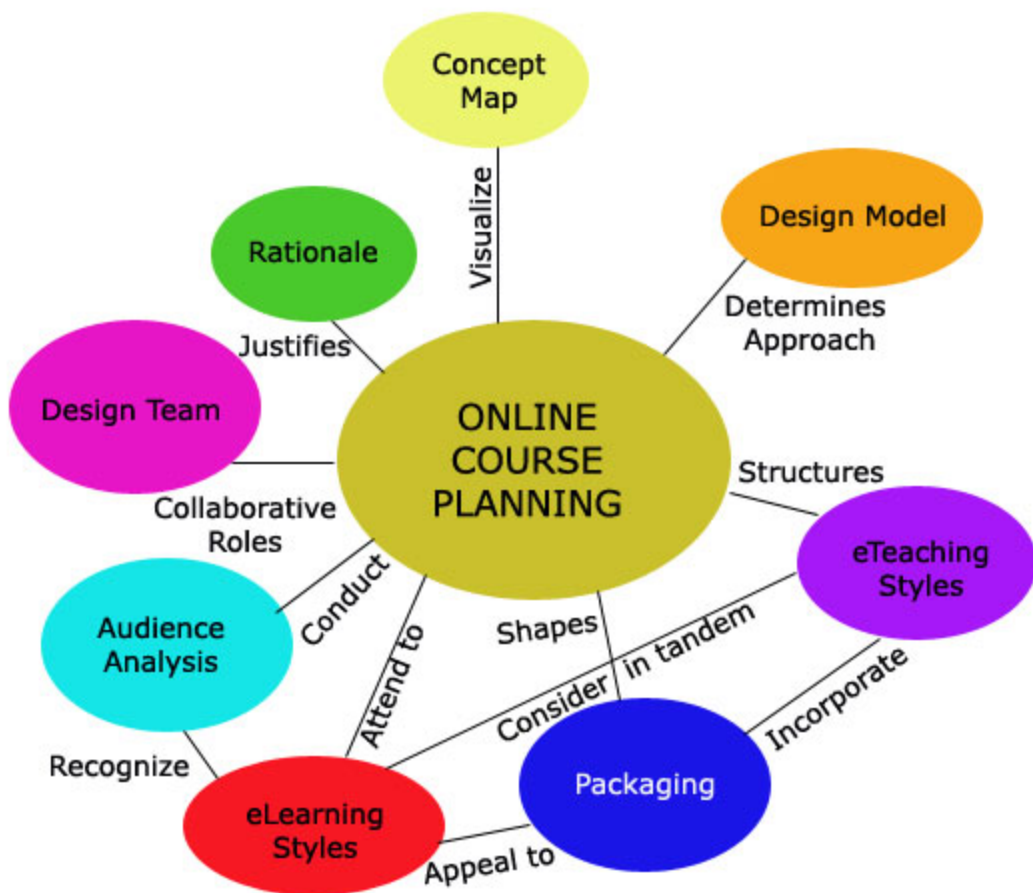 Concept
Map
Visualize
Design Model
Rationale
Determines
Approach
Justifies
Design Team
ONLINE
COURSE
PLANNING
Structures
Collaborative
Roles
eTeaching
Styles
Conduct
Audience
Analysis
Attend to
Shapes
Consider in tandem
Incorporate
Recognize
Packaging
eLearning
Styles
Appeal to